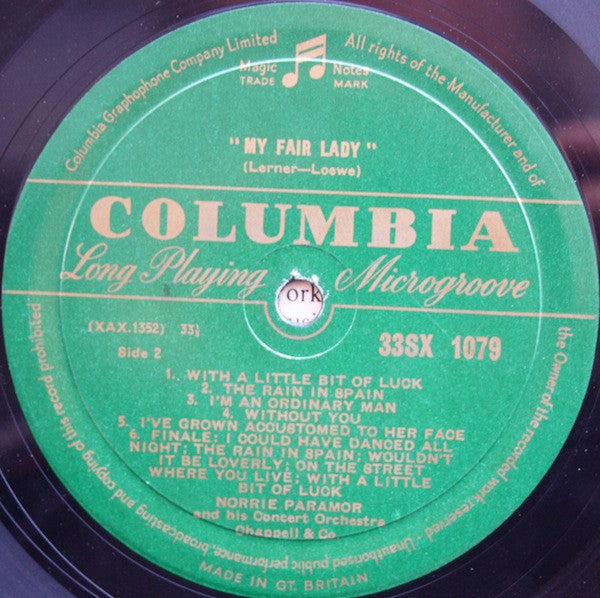 Columbia Graphophone Company Limited
All rights of the Manufacturer and of
the Owner of the recorded work reserved - Unauthorised public performance, broadcasting and copying of this record prohibited
Magic Notes
TRADE MARK
"MY FAIR LADY"
(Lerner—Loewe)
COLUMBIA
Long Playing Microgroove
ork
(XAX.1352) 33⅓
33SX 1079
Side 2
1. WITH A LITTLE BIT OF LUCK
2. THE RAIN IN SPAIN
3. I'M AN ORDINARY MAN
4. WITHOUT YOU
5. I'VE GROWN ACCUSTOMED TO HER FACE
6. FINALE; I COULD HAVE DANCED ALL
NIGHT; THE RAIN IN SPAIN; WOULDN'T
IT BE LOVERLY; ON THE STREET
WHERE YOU LIVE; WITH A LITTLE
BIT OF LUCK
NORRIE PARAMOR
and his Concert Orchestra
Chappell & Co.
MADE IN GT. BRITAIN